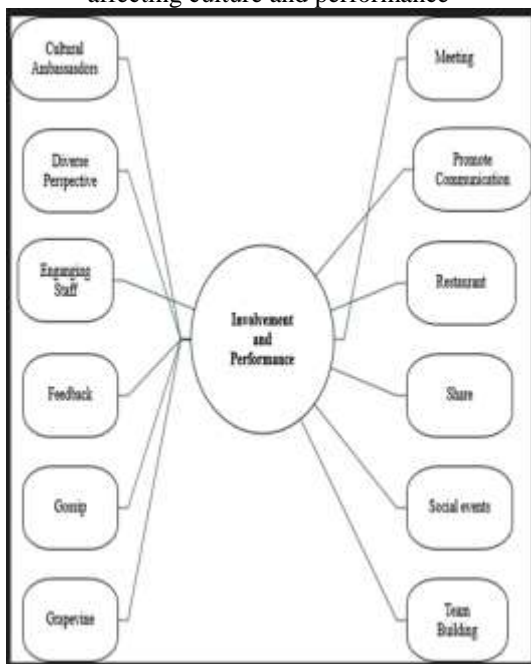 affecting culture and performance
Cultural
Ambassadors
Diverse
Perspective
Enganging
Staff
Feedback
Gossip
Grapevine
Involvement
and
Performance
Meeting
Promote
Communication
Restaurant
Share
Social events
Team
Building